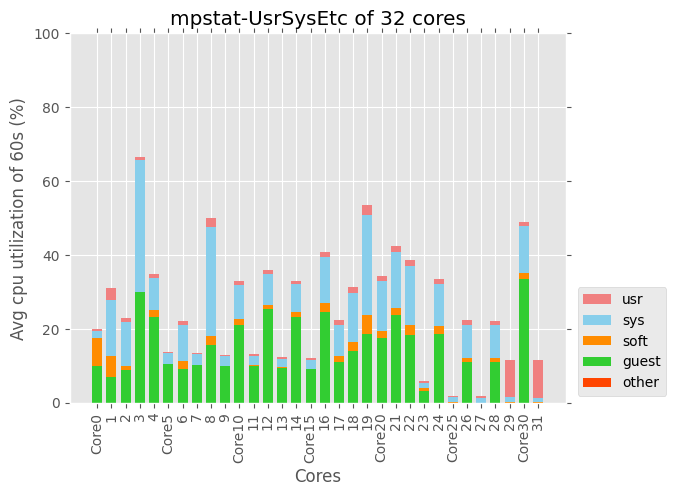 mpstat-UsrSysEtc of 32 cores
100
80
60
40
20
0
Avg cpu utilization of 60s (%)
Core0
1
2
3
4
Core5
6
7
8
9
Core10
11
12
13
14
Core15
16
17
18
19
Core20
21
22
23
24
Core25
26
27
28
29
Core30
31
Cores
usr
sys
soft
guest
other